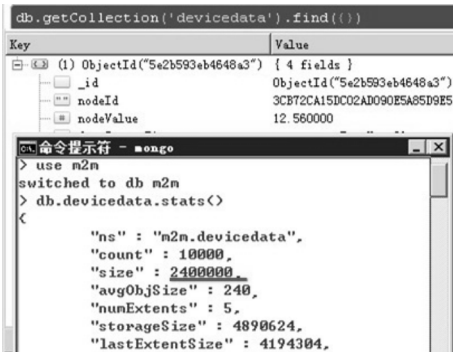 db.getCollection('devicedata').find(())
Key Value
(1) ObjectId("5e2b593eb4648a3") { 4 fields }
_id ObjectId("5e2b593eb4648a3")
nodeId 3CB72CA15DC02AD090E5A85D9E5
nodeValue 12.560000
命令提示符 - mongo
> use m2m
switched to db m2m
> db.devicedata.stats()
{
"ns" : "m2m.devicedata",
"count" : 10000,
"size" : 2400000,
"avgObjSize" : 240,
"numExtents" : 5,
"storageSize" : 4890624,
"lastExtentSize" : 4194304,